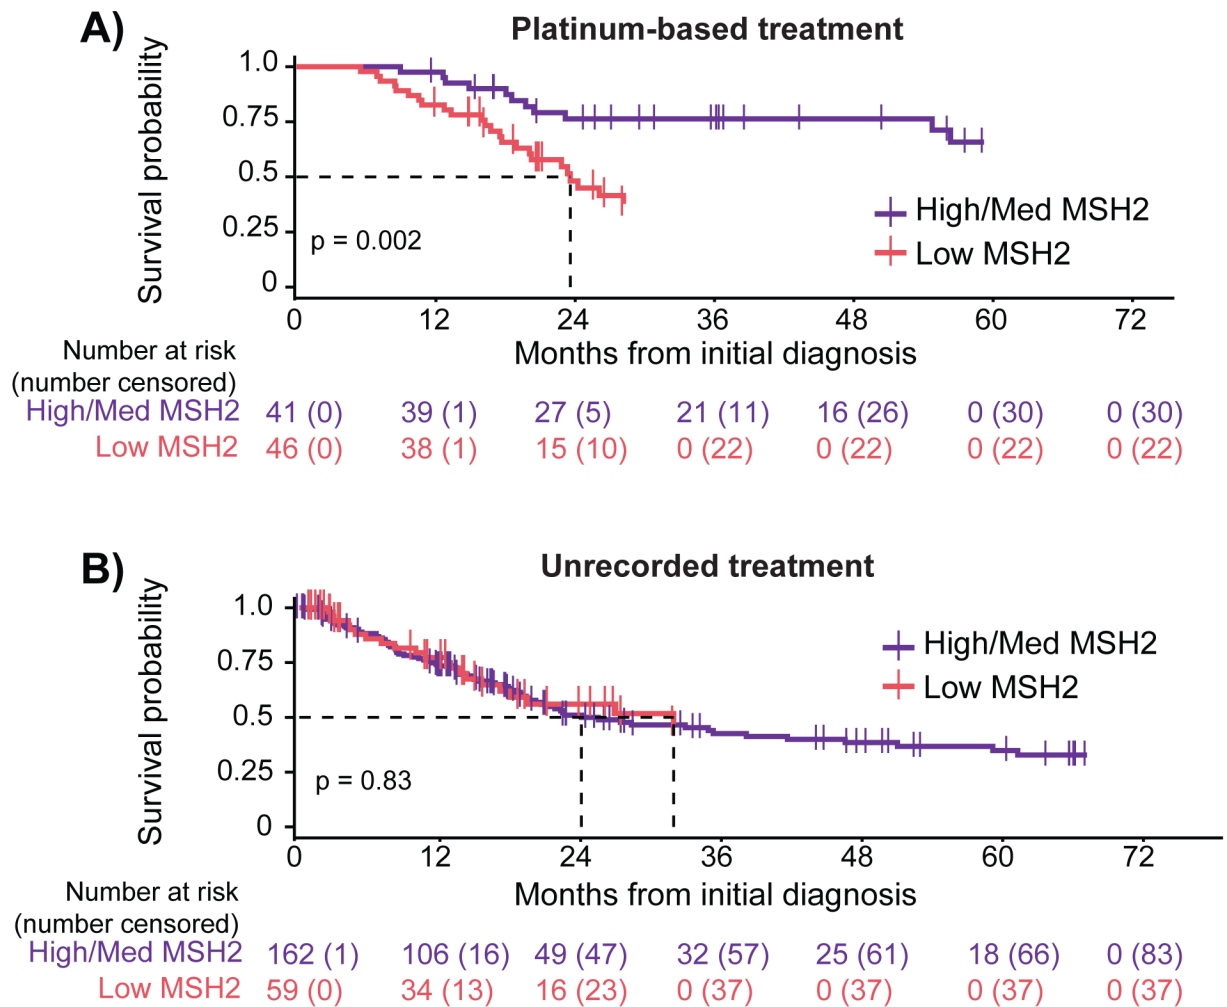 A)
Platinum-based treatment
Survival probability
1.0
0.75
0.5
0.25
0
p = 0.002
High/Med MSH2
Low MSH2
0 12 24 36 48 60 72
Months from initial diagnosis
Number at risk
(number censored)
High/Med MSH2 41 (0) 39 (1) 27 (5) 21 (11) 16 (26) 0 (30) 0 (30)
Low MSH2 46 (0) 38 (1) 15 (10) 0 (22) 0 (22) 0 (22) 0 (22)
B)
Unrecorded treatment
Survival probability
1.0
0.75
0.5
0.25
0
p = 0.83
High/Med MSH2
Low MSH2
0 12 24 36 48 60 72
Months from initial diagnosis
Number at risk
(number censored)
High/Med MSH2 162 (1) 106 (16) 49 (47) 32 (57) 25 (61) 18 (66) 0 (83)
Low MSH2 59 (0) 34 (13) 16 (23) 0 (37) 0 (37) 0 (37) 0 (37)